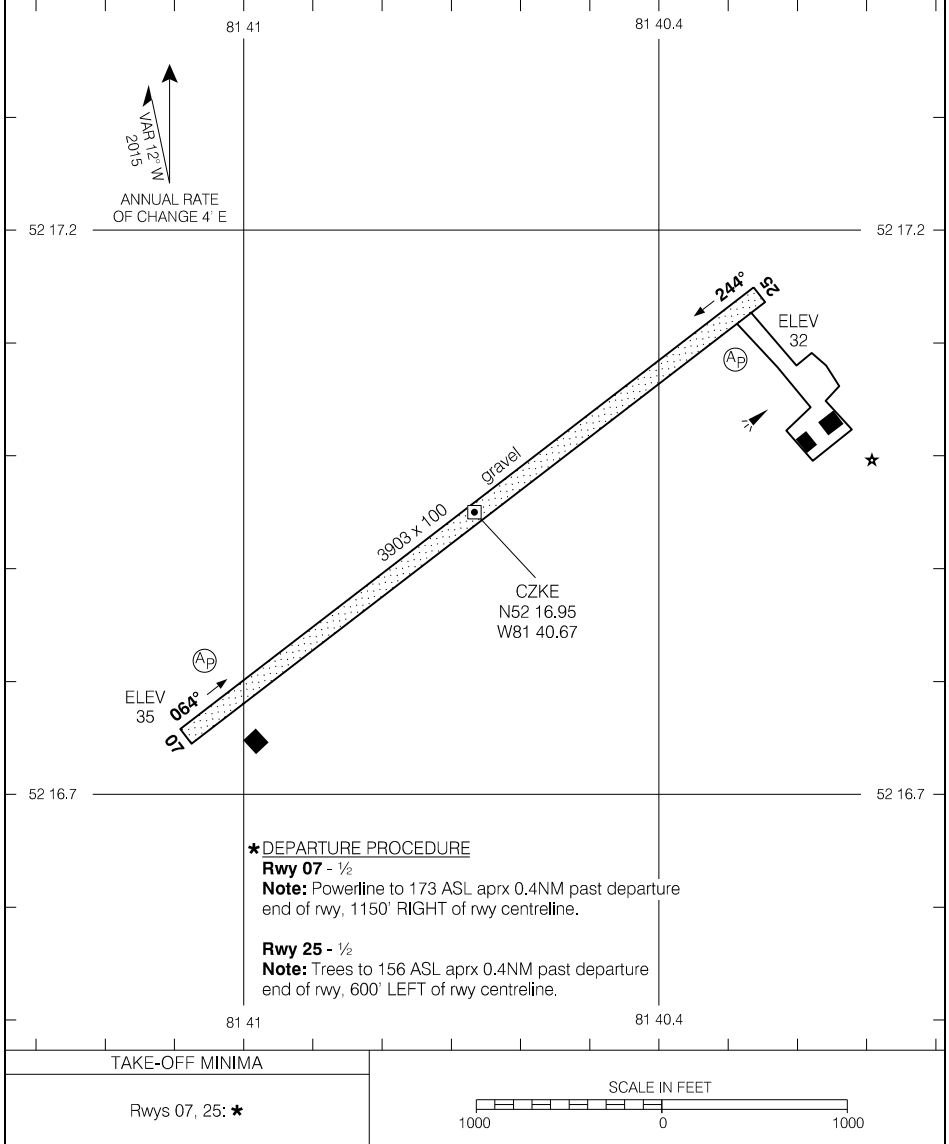 81 41
81 40.4
VAR 12° W
2015
ANNUAL RATE
OF CHANGE 4' E
52 17.2
52 17.2
244°
25
ELEV
32
AP
gravel
3903 x 100
CZKE
N52 16.95
W81 40.67
AP
ELEV
35
064°
07
52 16.7
52 16.7
*DEPARTURE PROCEDURE
Rwy 07 - ½
Note: Powerline to 173 ASL aprx 0.4NM past departure
end of rwy, 1150' RIGHT of rwy centreline.
Rwy 25 - ½
Note: Trees to 156 ASL aprx 0.4NM past departure
end of rwy, 600' LEFT of rwy centreline.
81 41
81 40.4
TAKE-OFF MINIMA
Rwys 07, 25: *
SCALE IN FEET
1000
0
1000